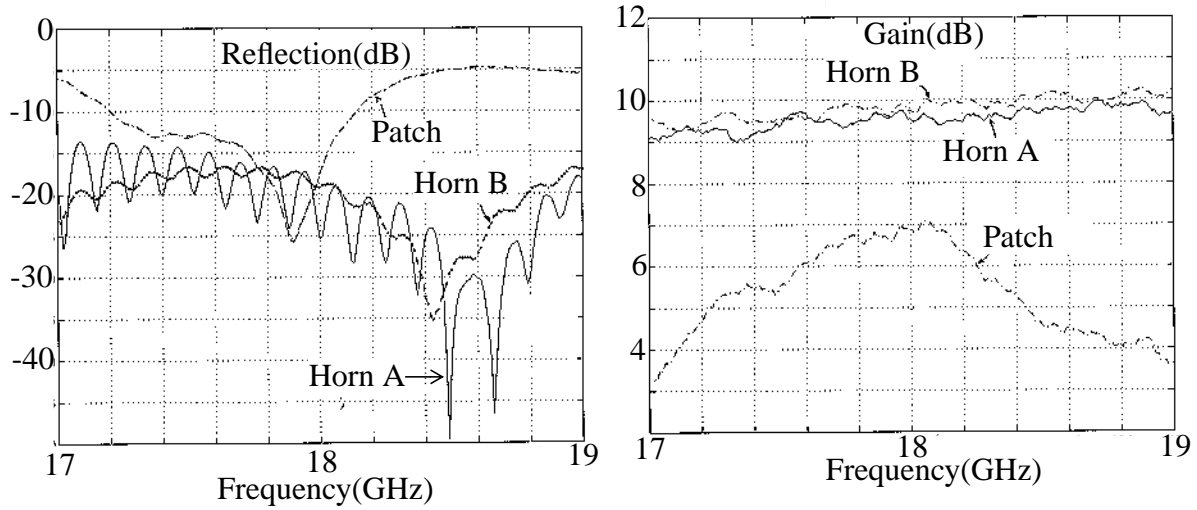 0
-10
-20
-30
-40
Reflection(dB)
Patch
Horn B
Horn A
17
18
19
Frequency(GHz)
12
10
8
6
4
Gain(dB)
Horn B
Horn A
Patch
17
18
19
Frequency(GHz)